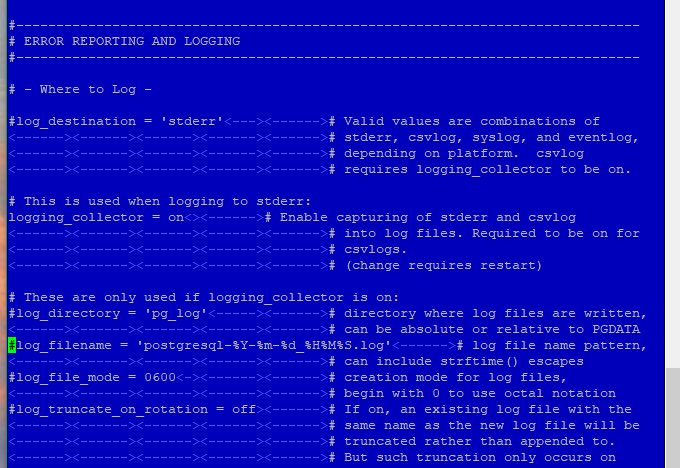 #------------------------------------------------------------------------------
# ERROR REPORTING AND LOGGING
#------------------------------------------------------------------------------
# - Where to Log -
#log_destination = 'stderr'<---><------># Valid values are combinations of
<------><------><------><------><------># stderr, csvlog, syslog, and eventlog,
<------><------><------><------><------># depending on platform.  csvlog
<------><------><------><------><------># requires logging_collector to be on.
# This is used when logging to stderr:
logging_collector = on<><------># Enable capturing of stderr and csvlog
<------><------><------><------><------># into log files. Required to be on for
<------><------><------><------><------># csvlogs.
<------><------><------><------><------># (change requires restart)
# These are only used if logging_collector is on:
#log_directory = 'pg_log'<-----><------># directory where log files are written,
<------><------><------><------><------># can be absolute or relative to PGDATA
#log_filename = 'postgresql-%Y-%m-%d_%H%M%S.log'<------># log file name pattern,
<------><------><------><------><------># can include strftime() escapes
#log_file_mode = 0600<-><------><------># creation mode for log files,
<------><------><------><------><------># begin with 0 to use octal notation
#log_truncate_on_rotation = off><------># If on, an existing log file with the
<------><------><------><------><------># same name as the new log file will be
<------><------><------><------><------># truncated rather than appended to.
<------><------><------><------><------># But such truncation only occurs on